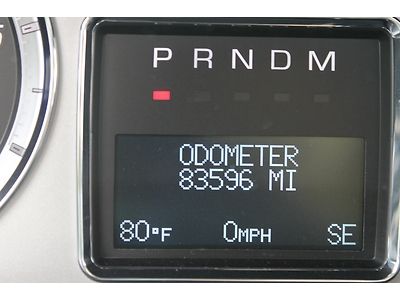 P R N D M
ODOMETER
83596 MI
80°F 0MPH SE